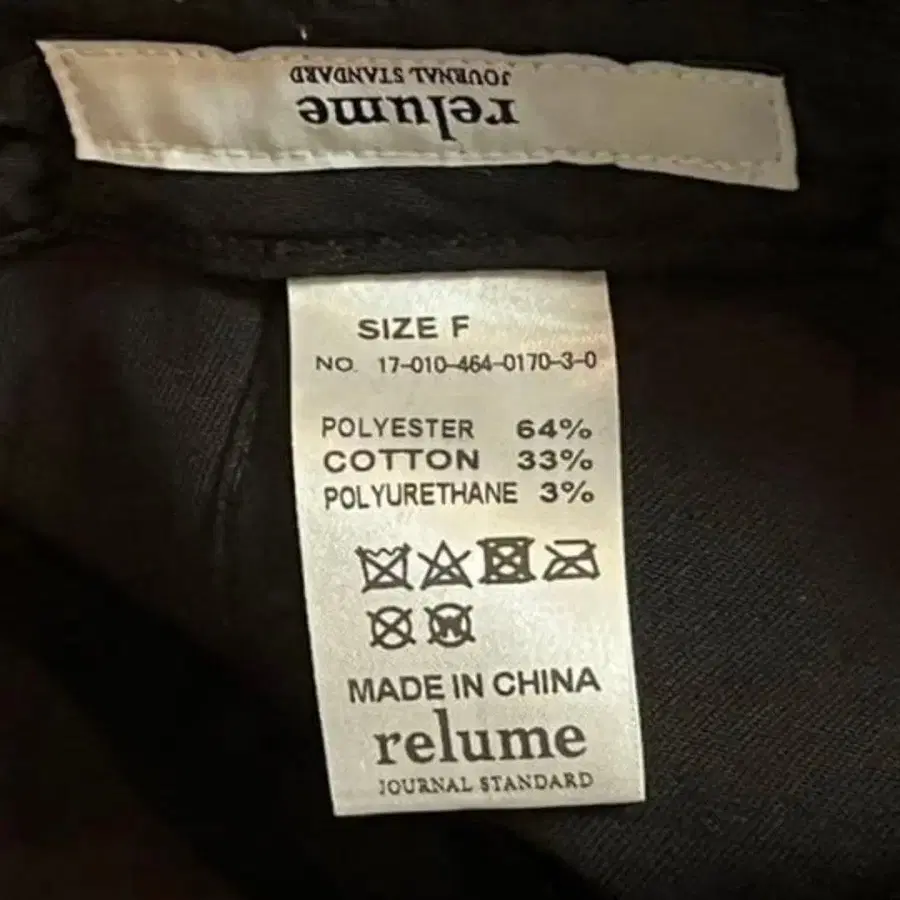 relume
JOURNAL STANDARD
SIZE F
NO. 17-010-464-0170-3-0
POLYESTER 64%
COTTON 33%
POLYURETHANE 3%
W
MADE IN CHINA
relume
JOURNAL STANDARD